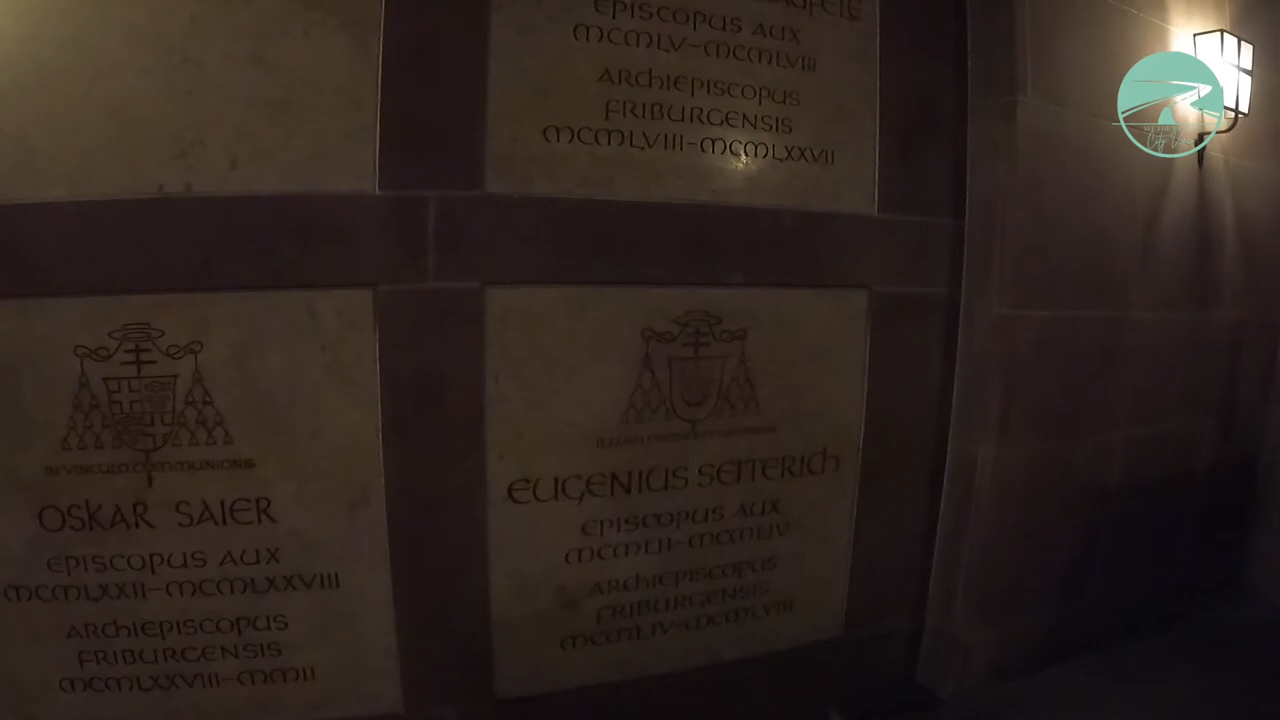 EPISCOPUS AUX
MCMLV–MCMLVIII
ARCHIEPISCOPUS
FRIBURGENSIS
MCMLVIII–MCMLXXVII
IN VINCULO COMMUNIONIS
OSKAR SAIER
EPISCOPUS AUX
MCMLXXII–MCMLXXVIII
ARCHIEPISCOPUS
FRIBURGENSIS
MCMLXXVIII–MMII
EUGENIUS SEITERICH
EPISCOPUS AUX
MCMLII–MCMLIV
ARCHIEPISCOPUS
FRIBURGENSIS
MCMLIV–MCMLVIII
City